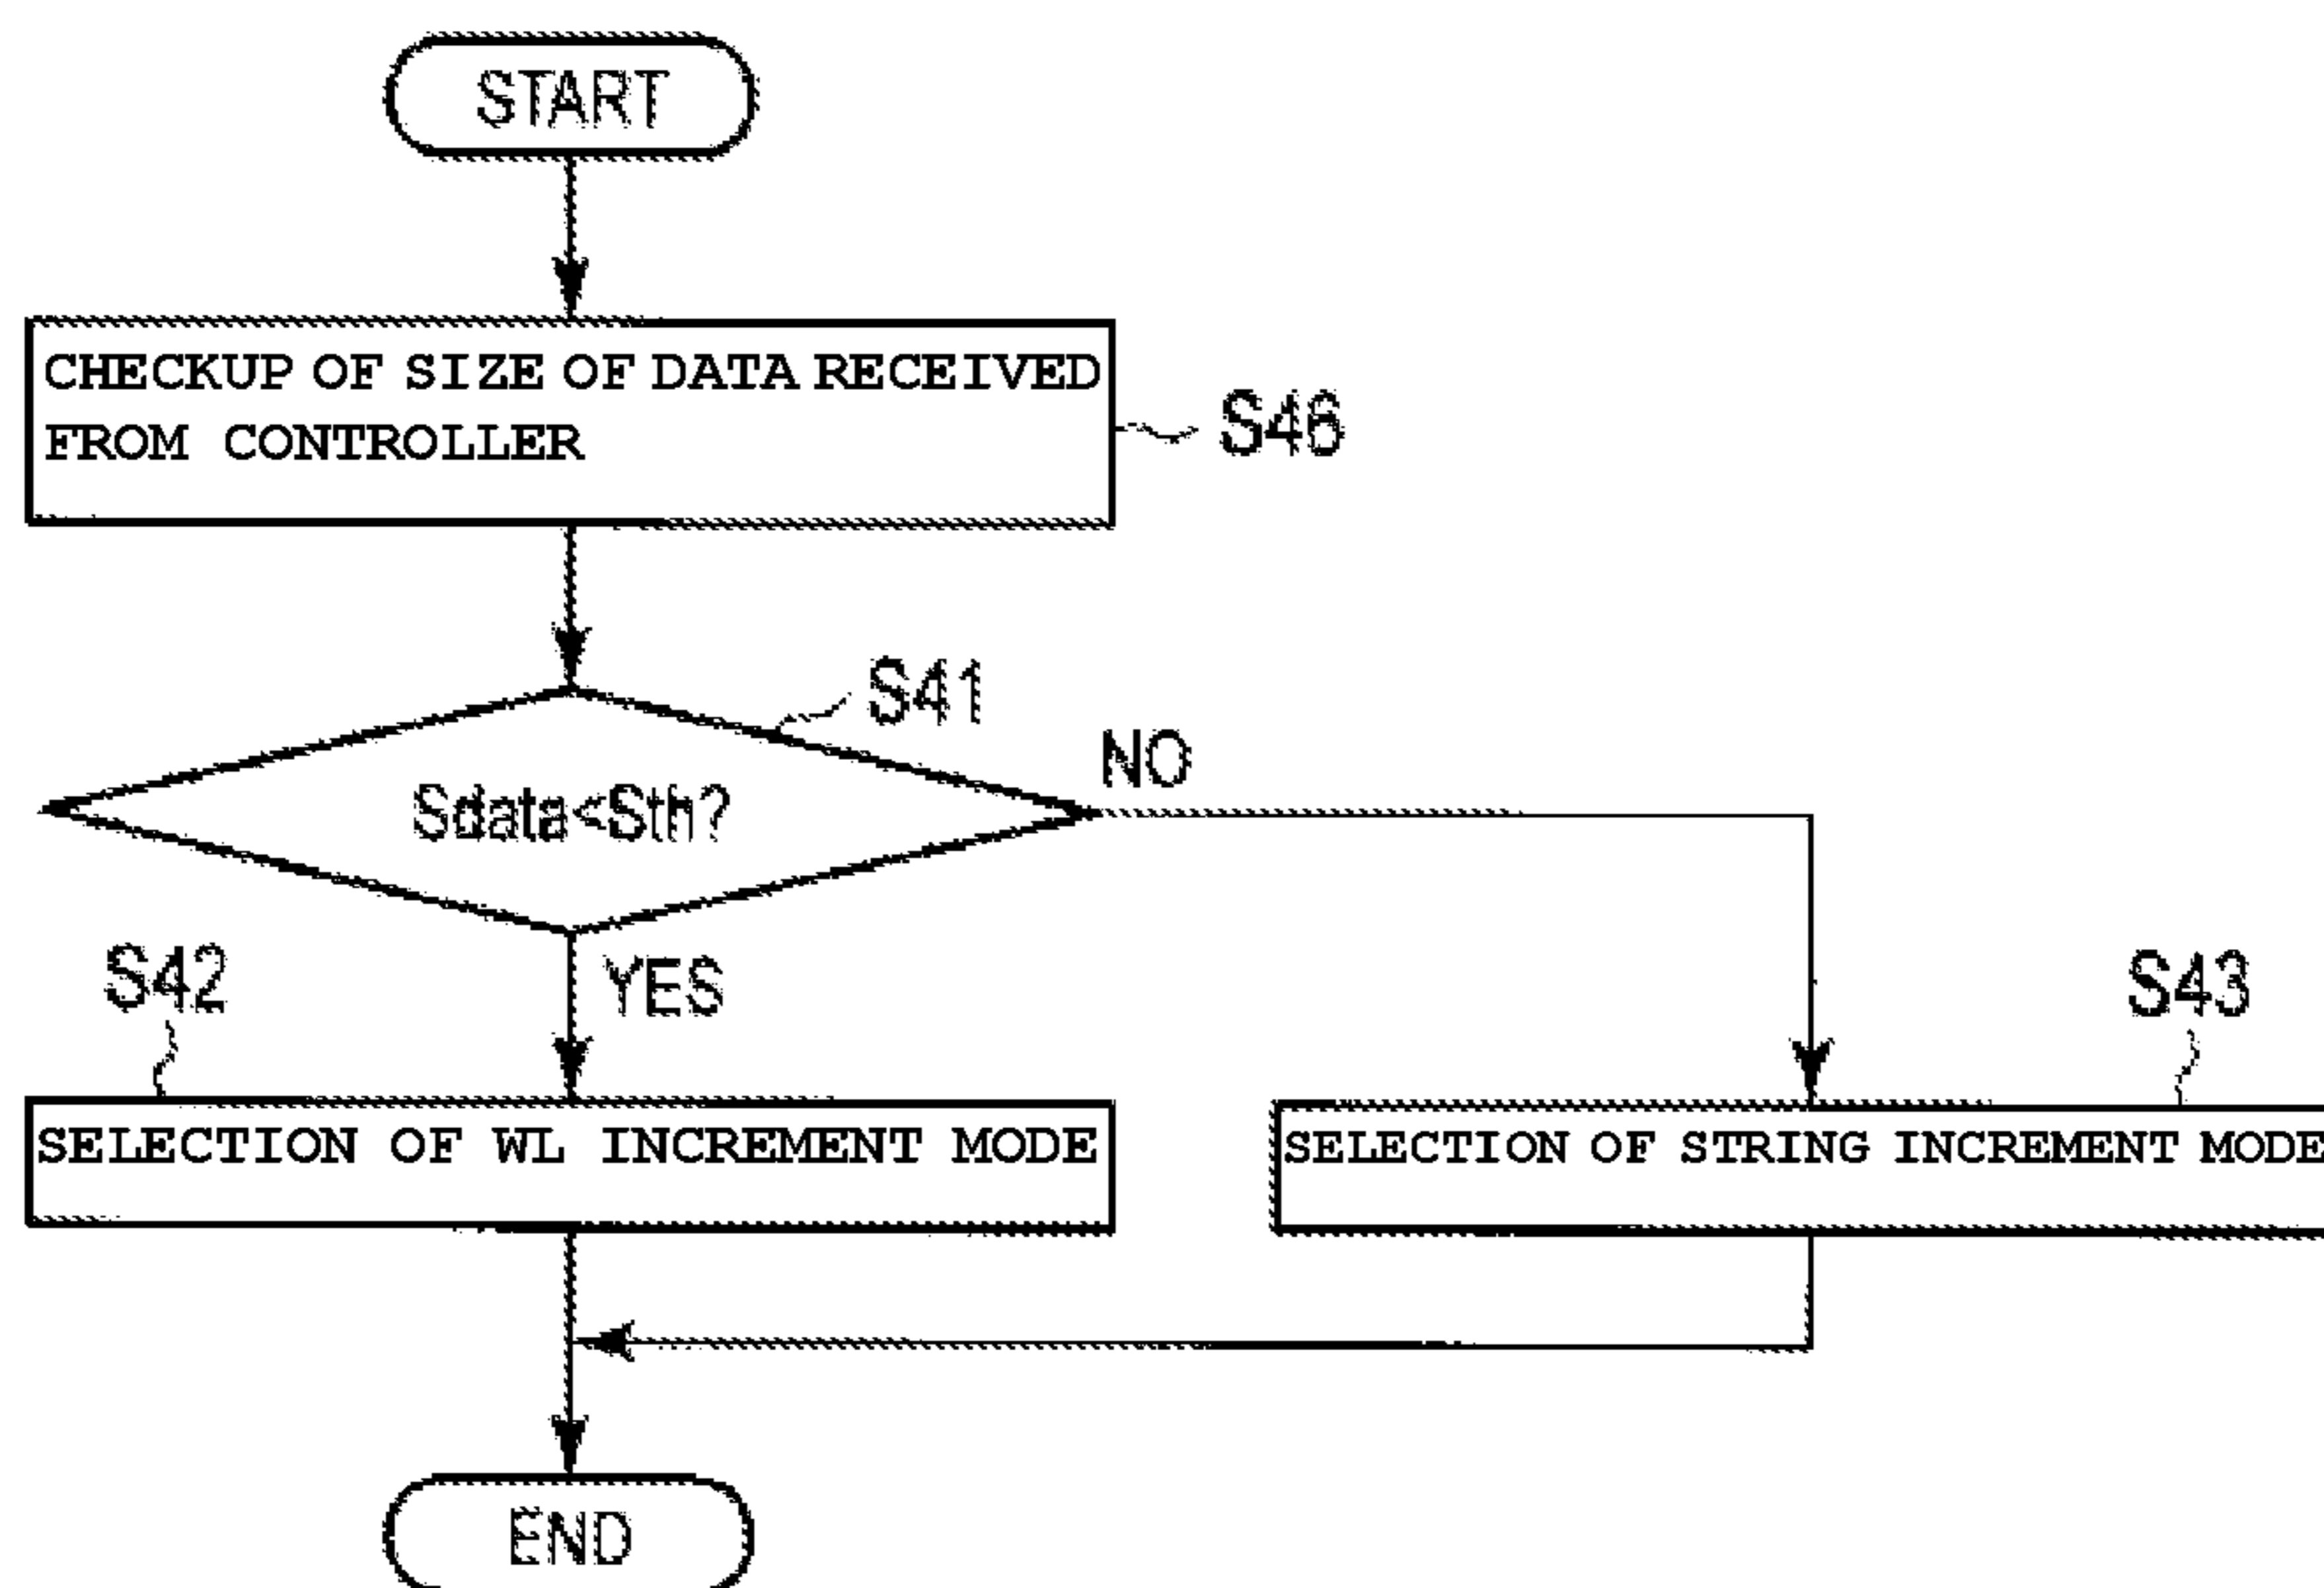 START
CHECKUP OF SIZE OF DATA RECEIVED
FROM CONTROLLER
S46
S41
Sdata<Sth?
NO
YES
S42
S43
SELECTION OF WL INCREMENT MODE
SELECTION OF STRING INCREMENT MODE
END